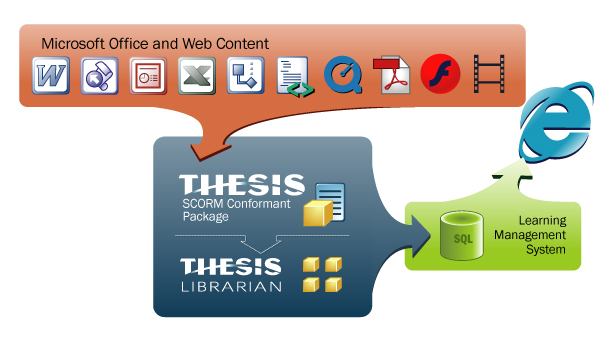 Microsoft Office and Web Content
W
X
THESIS
SCORM Conformant
Package
THESIS
LIBRARIAN
SQL
Learning
Management
System
e